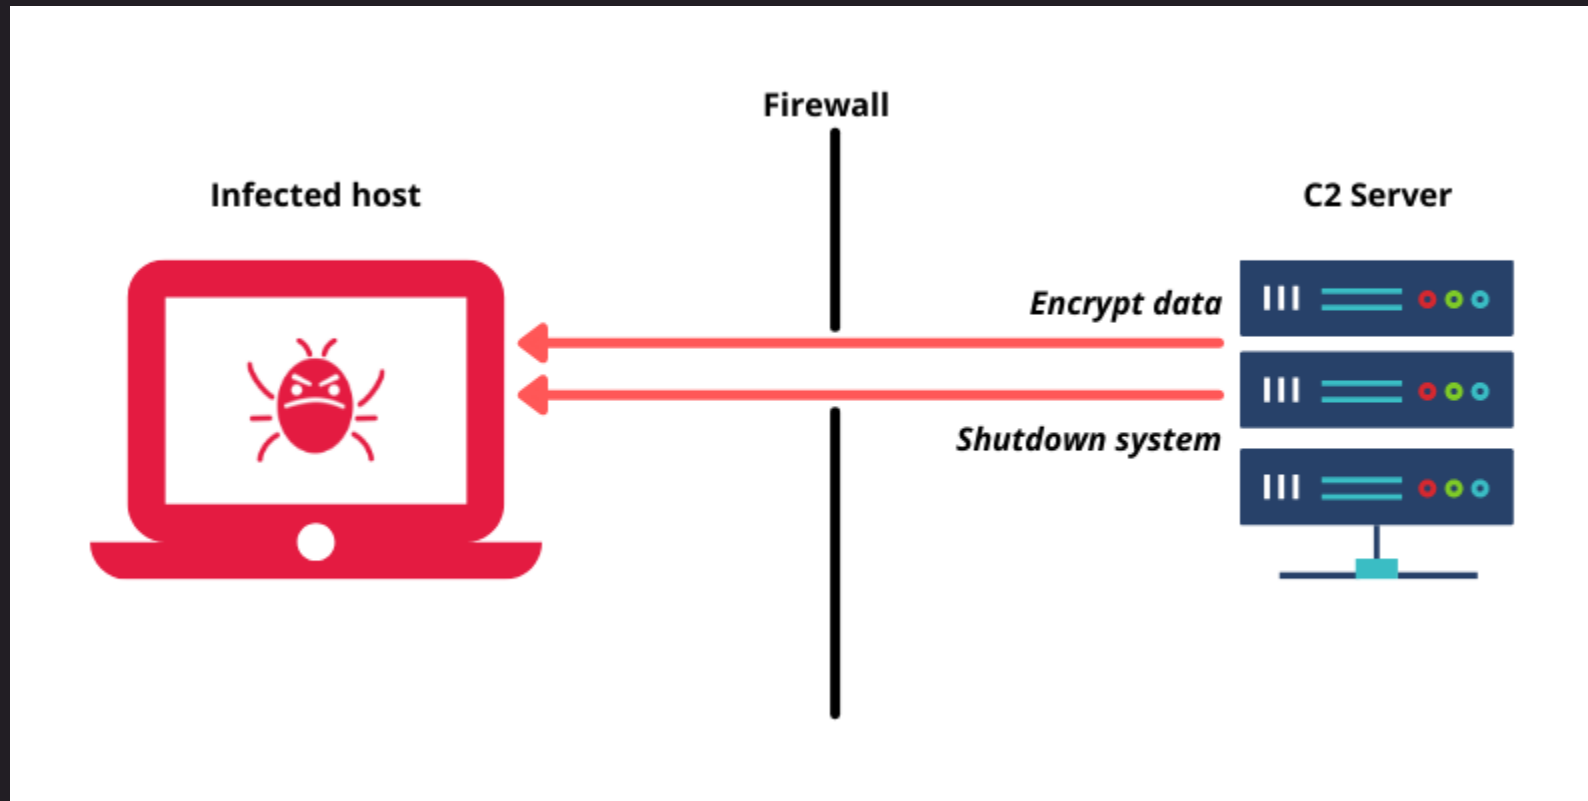 Firewall
Infected host
C2 Server
Encrypt data
Shutdown system